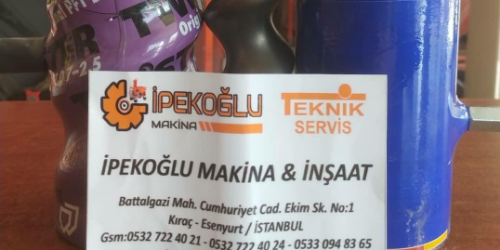 İPEKOĞLU
MAKİNA
TEKNİK
SERVİS
İPEKOĞLU MAKİNA & İNŞAAT
Battalgazi Mah. Cumhuriyet Cad. Ekim Sk. No:1
Kıraç - Esenyurt / İSTANBUL
Gsm:0532 722 40 21 - 0532 722 40 24 - 0533 094 83 65